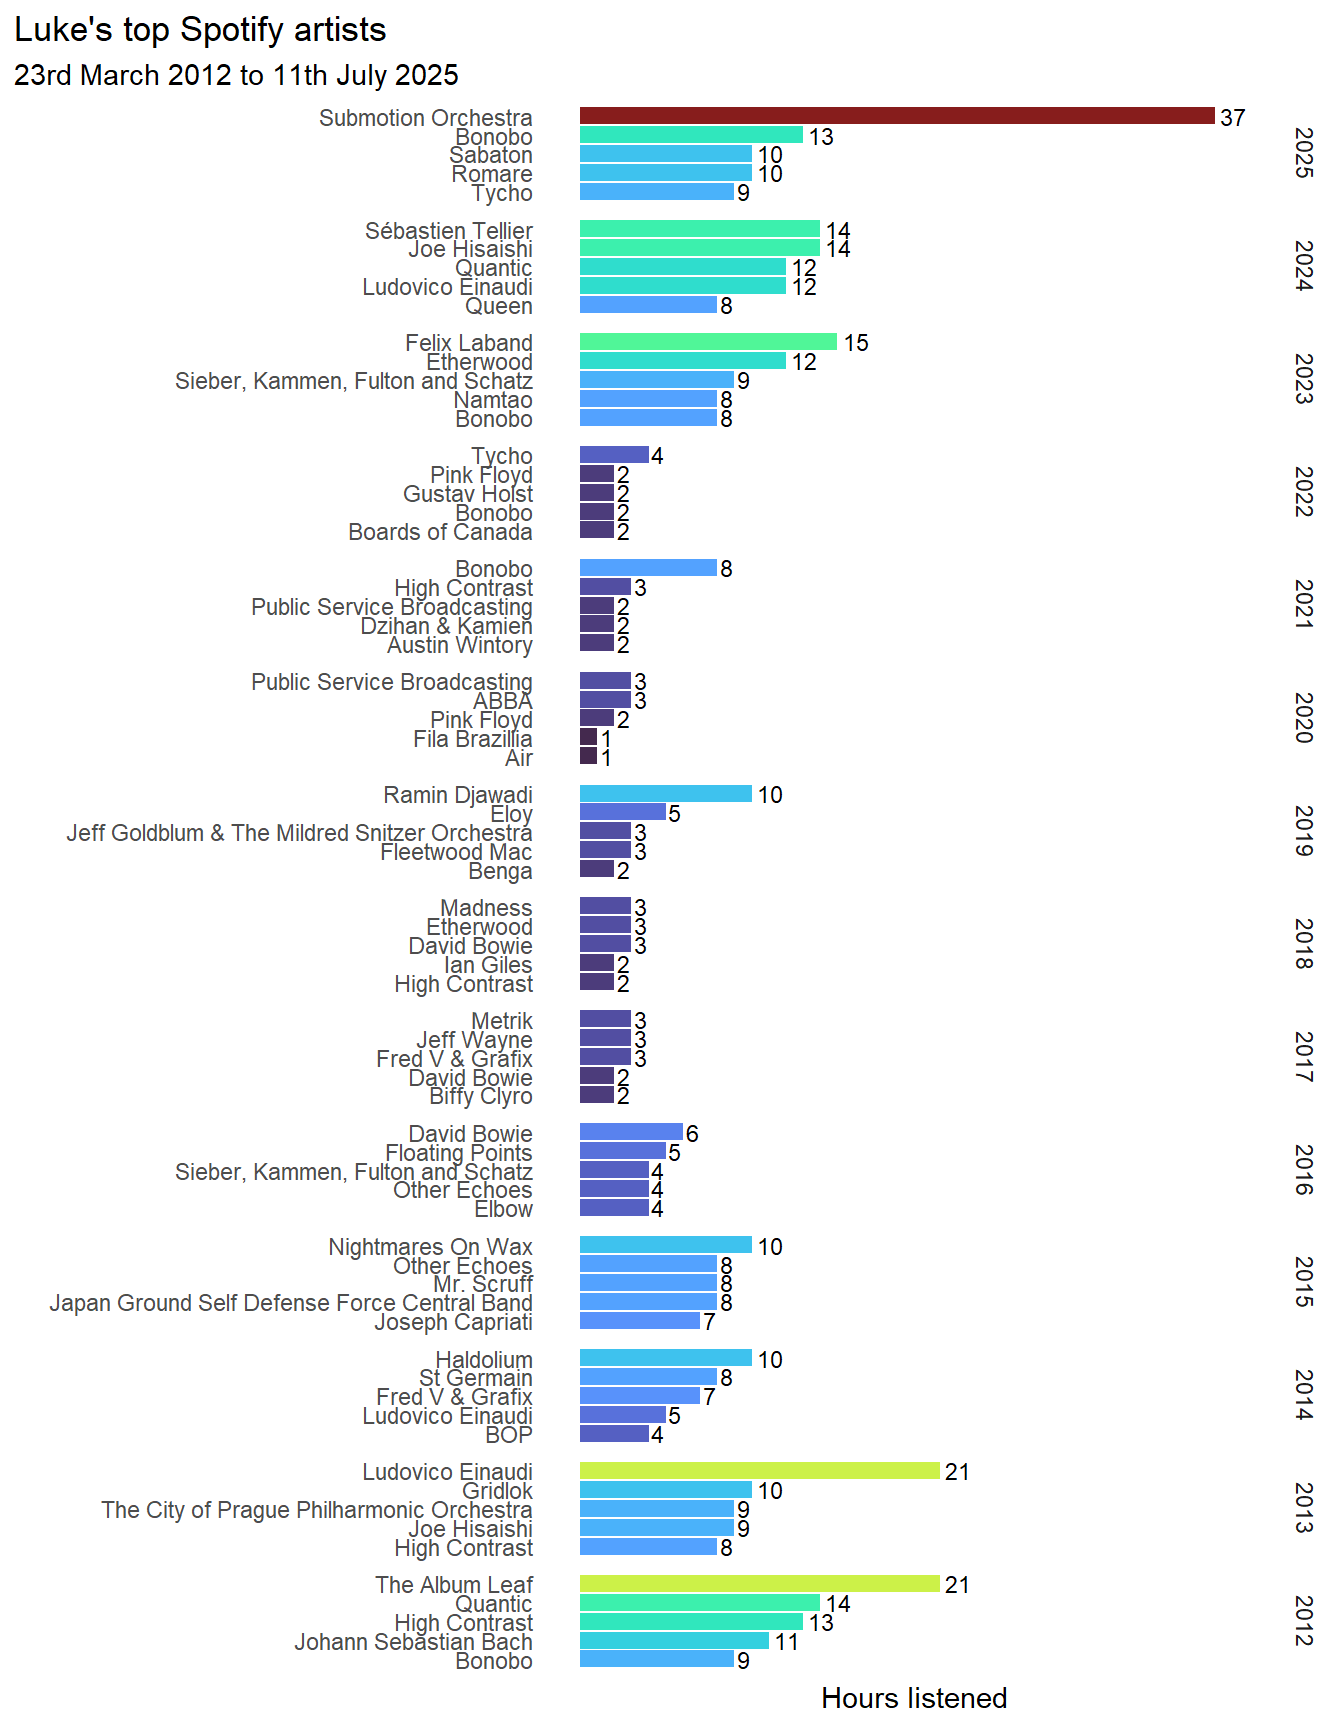 Luke's top Spotify artists
23rd March 2012 to 11th July 2025
Submotion Orchestra 37
Bonobo 13
Sabaton 10
Romare 10
Tycho 9
2025
Sébastien Tellier 14
Joe Hisaishi 14
Quantic 12
Ludovico Einaudi 12
Queen 8
2024
Felix Laband 15
Etherwood 12
Sieber, Kammen, Fulton and Schatz 9
Namtao 8
Bonobo 8
2023
Tycho 4
Pink Floyd 2
Gustav Holst 2
Bonobo 2
Boards of Canada 2
2022
Bonobo 8
High Contrast 3
Public Service Broadcasting 2
Dzihan & Kamien 2
Austin Wintory 2
2021
Public Service Broadcasting 3
ABBA 3
Pink Floyd 2
Fila Brazillia 1
Air 1
2020
Ramin Djawadi 10
Eloy 5
Jeff Goldblum & The Mildred Snitzer Orchestra 3
Fleetwood Mac 3
Benga 2
2019
Madness 3
Etherwood 3
David Bowie 3
Ian Giles 2
High Contrast 2
2018
Metrik 3
Jeff Wayne 3
Fred V & Grafix 3
David Bowie 2
Biffy Clyro 2
2017
David Bowie 6
Floating Points 5
Sieber, Kammen, Fulton and Schatz 4
Other Echoes 4
Elbow 4
2016
Nightmares On Wax 10
Other Echoes 8
Mr. Scruff 8
Japan Ground Self Defense Force Central Band 8
Joseph Capriati 7
2015
Haldolium 10
St Germain 8
Fred V & Grafix 7
Ludovico Einaudi 5
BOP 4
2014
Ludovico Einaudi 21
Gridlok 10
The City of Prague Philharmonic Orchestra 9
Joe Hisaishi 9
High Contrast 8
2013
The Album Leaf 21
Quantic 14
High Contrast 13
Johann Sebastian Bach 11
Bonobo 9
2012
Hours listened